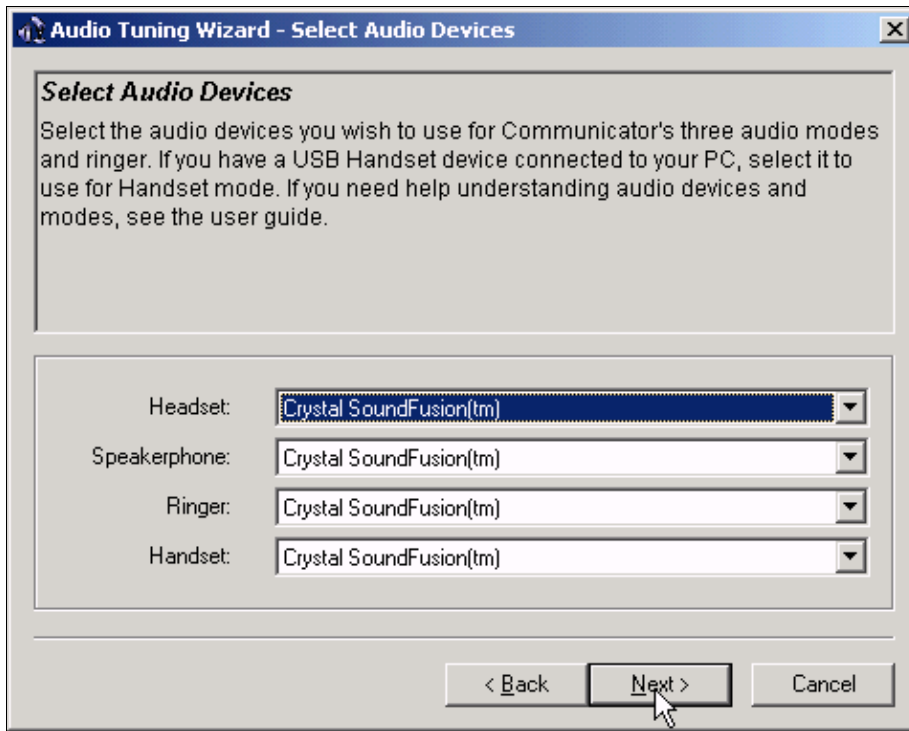 Audio Tuning Wizard - Select Audio Devices
Select Audio Devices
Select the audio devices you wish to use for Communicator's three audio modes
and ringer. If you have a USB Handset device connected to your PC, select it to
use for Handset mode. If you need help understanding audio devices and
modes, see the user guide.
Headset: Crystal SoundFusion(tm)
Speakerphone: Crystal SoundFusion(tm)
Ringer: Crystal SoundFusion(tm)
Handset: Crystal SoundFusion(tm)
< Back Next > Cancel